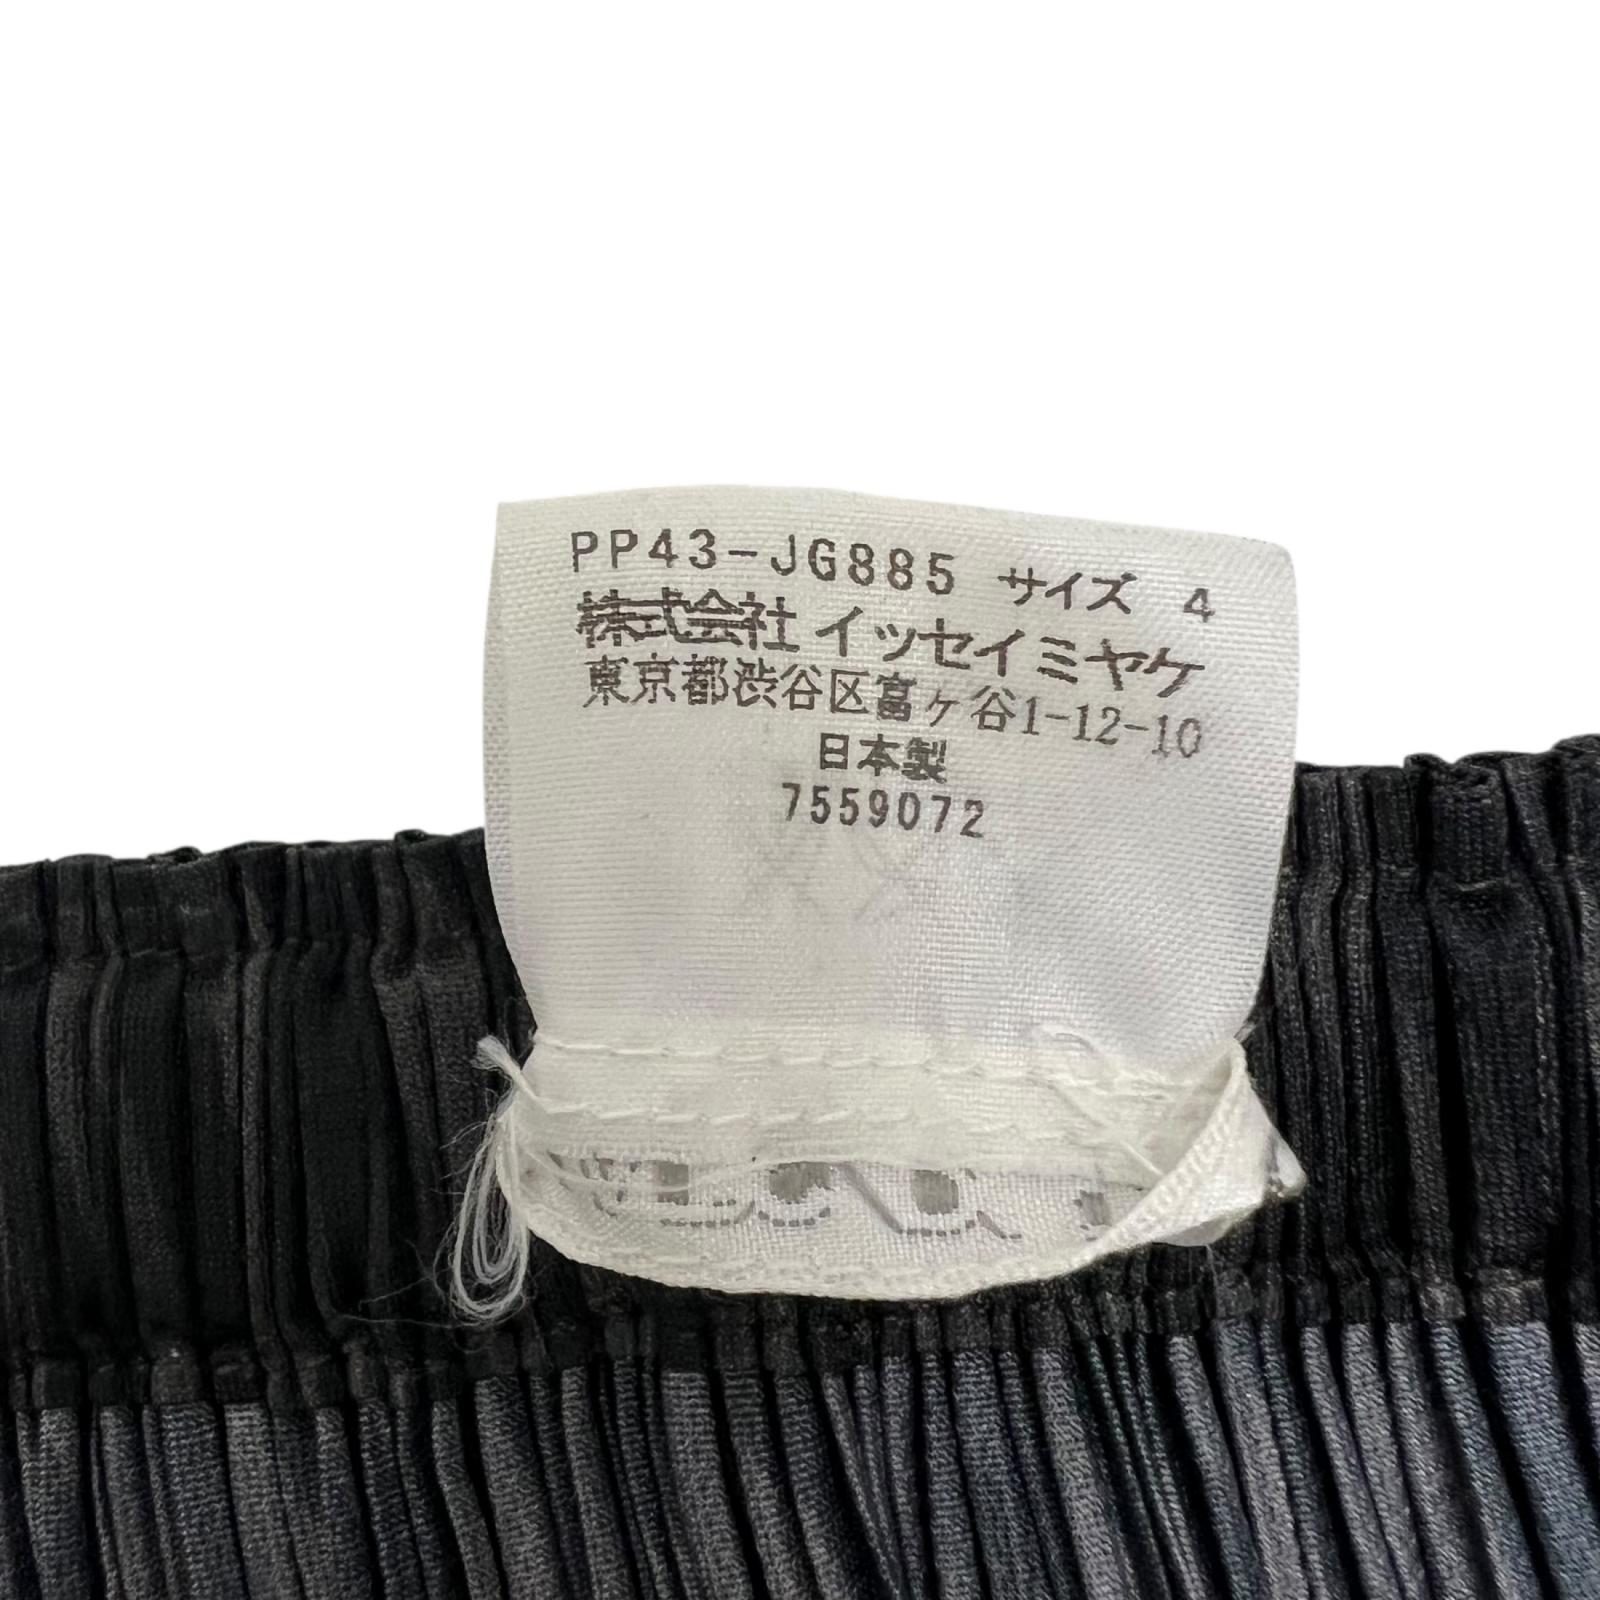 PP43-JG885 サイズ 4
株式会社 イッセイミヤケ
東京都渋谷区富ヶ谷1-12-10
日本製
7559072